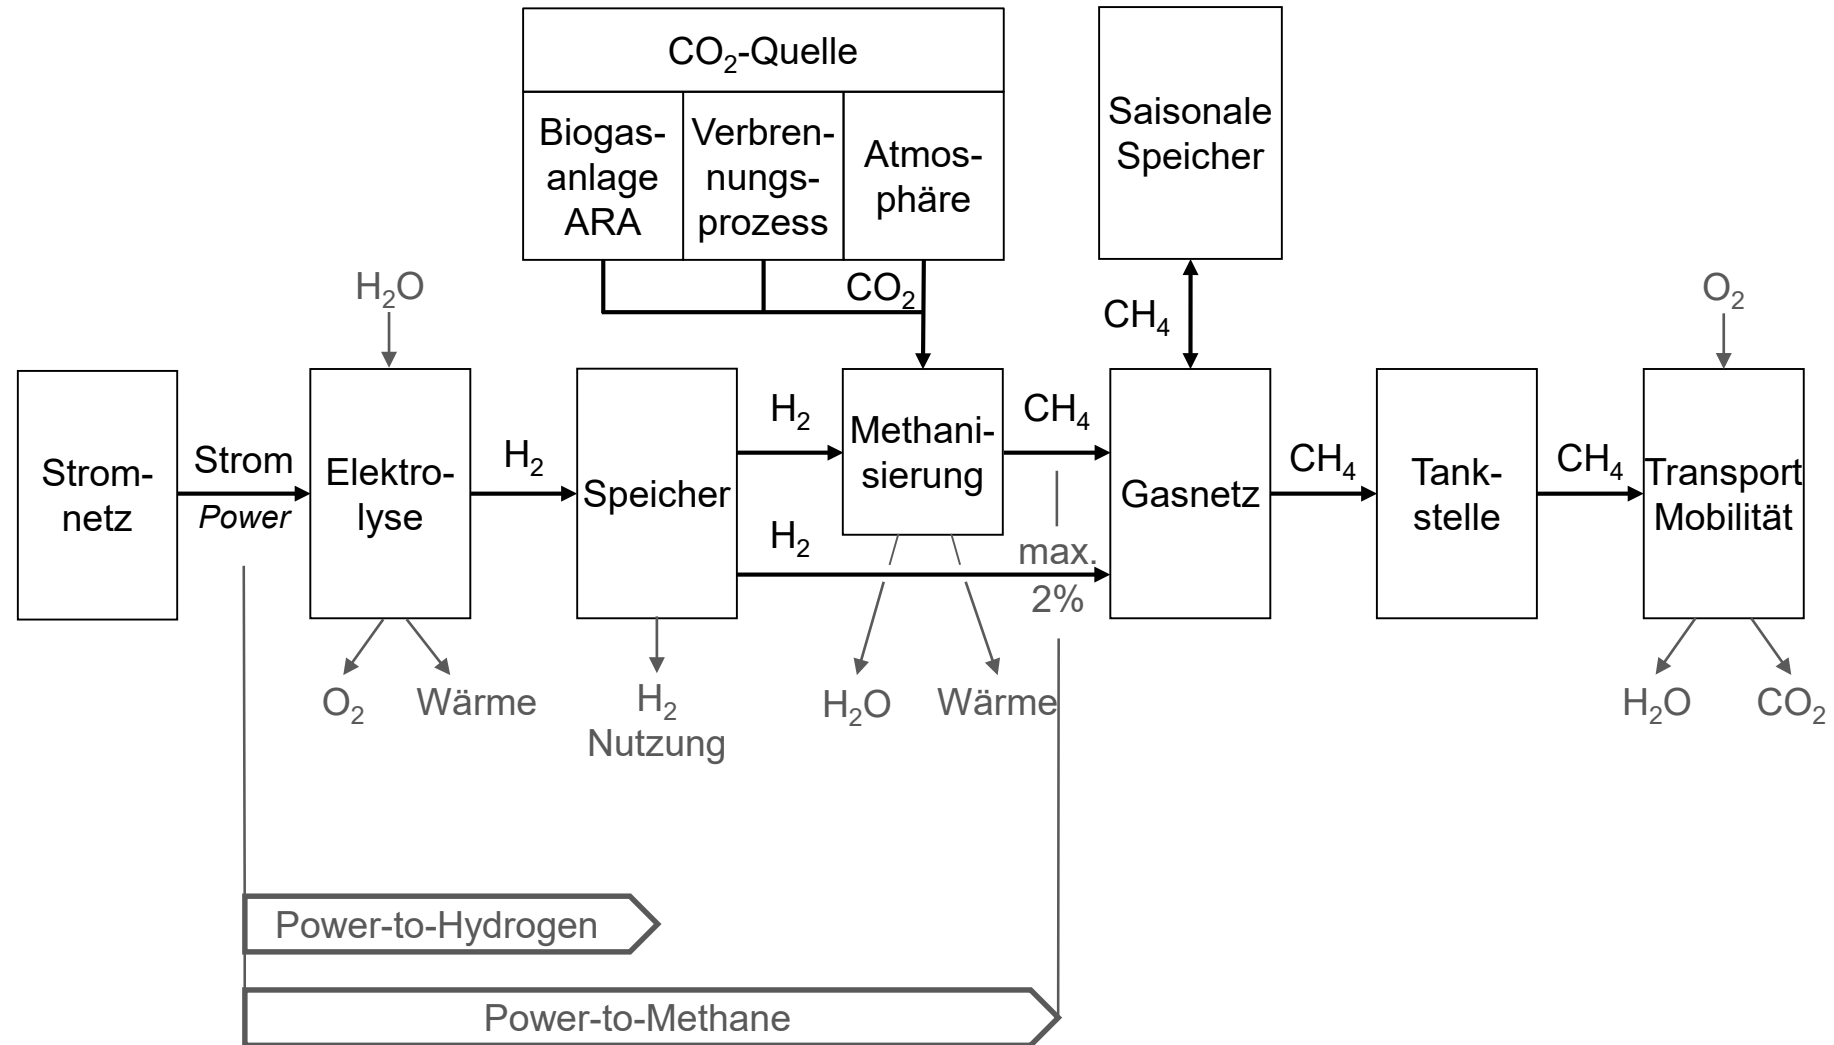 CO₂-Quelle
Biogas-
anlage
ARA
Verbren-
nungs-
prozess
Atmos-
phäre
Saisonale
Speicher
H₂O
CO₂
CH₄
O₂
Strom-
netz
Strom
Power
Elektro-
lyse
H₂
Speicher
H₂
H₂
Methani-
sierung
CH₄
max.
2%
Gasnetz
CH₄
Tank-
stelle
CH₄
Transport
Mobilität
O₂
Wärme
H₂
Nutzung
H₂O
Wärme
H₂O
CO₂
Power-to-Hydrogen
Power-to-Methane